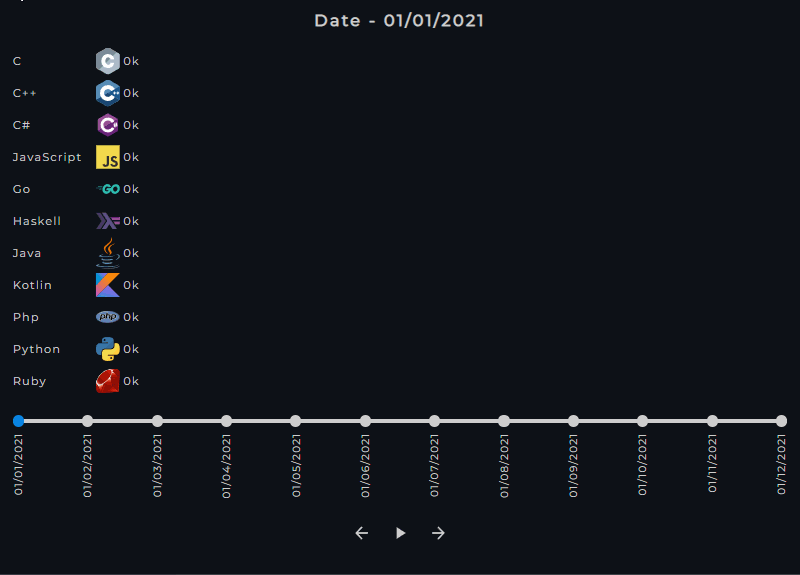 Date - 01/01/2021
C 0k
C++ 0k
C# 0k
JavaScript JS 0k
Go GO 0k
Haskell 0k
Java 0k
Kotlin 0k
Php php 0k
Python 0k
Ruby 0k
01/01/2021
01/02/2021
01/03/2021
01/04/2021
01/05/2021
01/06/2021
01/07/2021
01/08/2021
01/09/2021
01/10/2021
01/11/2021
01/12/2021